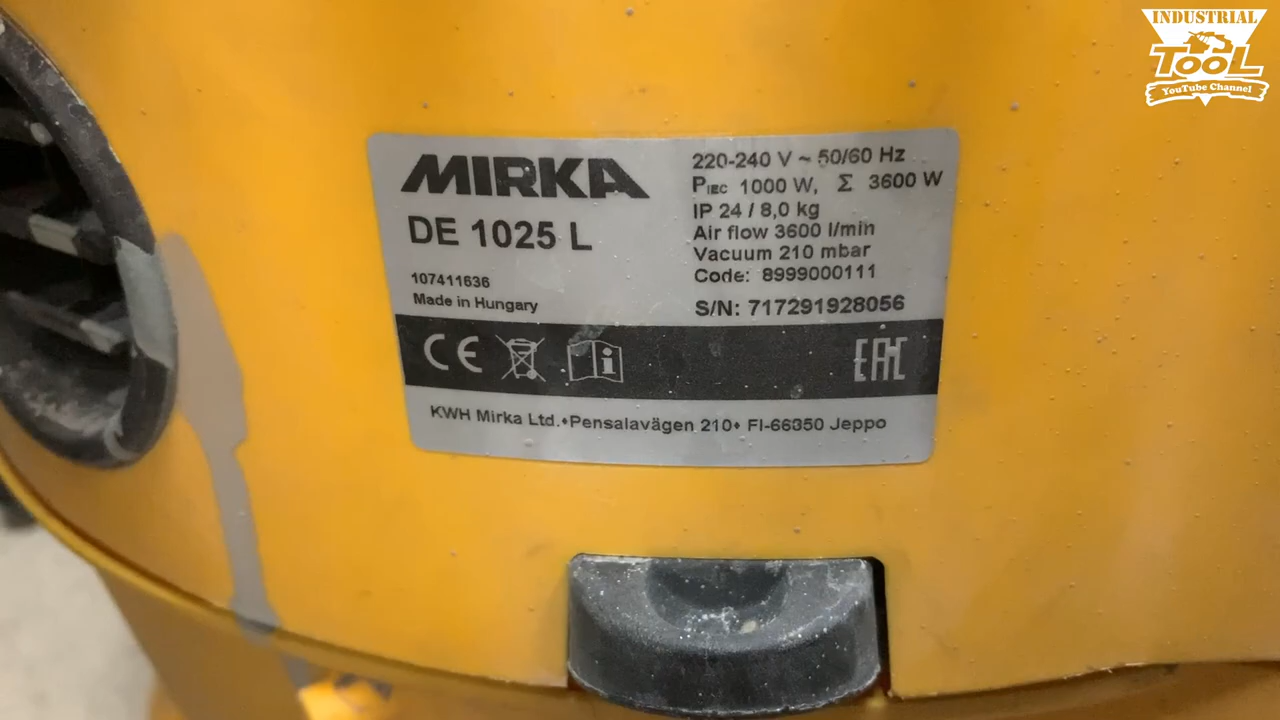 INDUSTRIAL
TOOL
YouTube Channel
MIRKA
DE 1025 L
107411636
Made in Hungary
220-240 V ~ 50/60 Hz
PIEC 1000 W, Σ 3600 W
IP 24 / 8,0 kg
Air flow 3600 l/min
Vacuum 210 mbar
Code: 8999000111
S/N: 717291928056
CE
i
EAC
KWH Mirka Ltd.•Pensalavägen 210• FI-66850 Jeppo